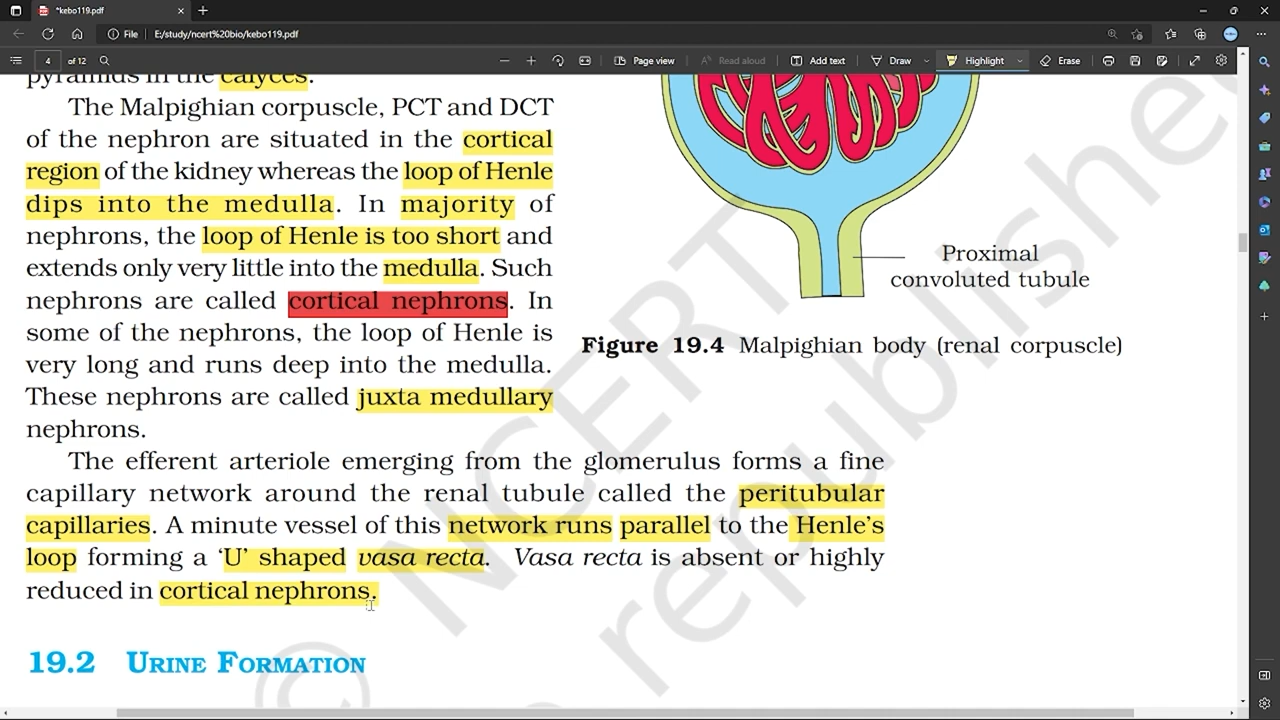 *kebo119.pdf
File
E:/study/ncert%20bio/kebo119.pdf
4 of 12
Page view
Read aloud
Add text
Draw
Highlight
Erase
pyramids in the calyces.
The Malpighian corpuscle, PCT and DCT
of the nephron are situated in the cortical
region of the kidney whereas the loop of Henle
dips into the medulla. In majority of
nephrons, the loop of Henle is too short and
extends only very little into the medulla. Such
nephrons are called cortical nephrons. In
some of the nephrons, the loop of Henle is
very long and runs deep into the medulla.
These nephrons are called juxta medullary
nephrons.
Proximal
convoluted tubule
Figure 19.4 Malpighian body (renal corpuscle)
The efferent arteriole emerging from the glomerulus forms a fine
capillary network around the renal tubule called the peritubular
capillaries. A minute vessel of this network runs parallel to the Henle's
loop forming a ‘U’ shaped vasa recta. Vasa recta is absent or highly
reduced in cortical nephrons.
19.2 URINE FORMATION
© NCERT
republishe